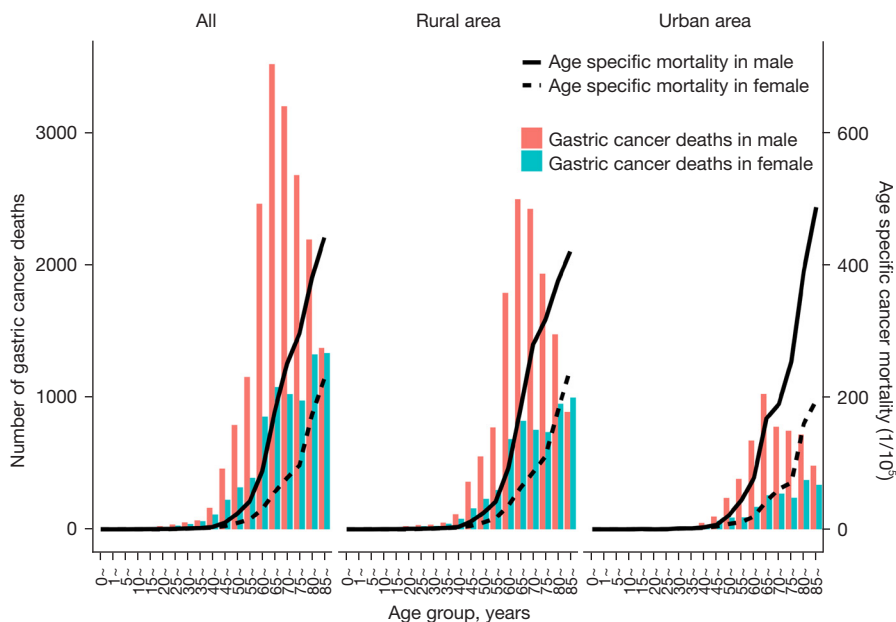 All
Rural area
Urban area
Age specific mortality in male
Age specific mortality in female
Gastric cancer deaths in male
Gastric cancer deaths in female
Number of gastric cancer deaths
3000
2000
1000
0
600
400
200
0
Age specific cancer mortality (1/10⁵)
0~ 1~ 5~ 10~ 15~ 20~ 25~ 30~ 35~ 40~ 45~ 50~ 55~ 60~ 65~ 70~ 75~ 80~ 85~
0~ 1~ 5~ 10~ 15~ 20~ 25~ 30~ 35~ 40~ 45~ 50~ 55~ 60~ 65~ 70~ 75~ 80~ 85~
0~ 1~ 5~ 10~ 15~ 20~ 25~ 30~ 35~ 40~ 45~ 50~ 55~ 60~ 65~ 70~ 75~ 80~ 85~
Age group, years